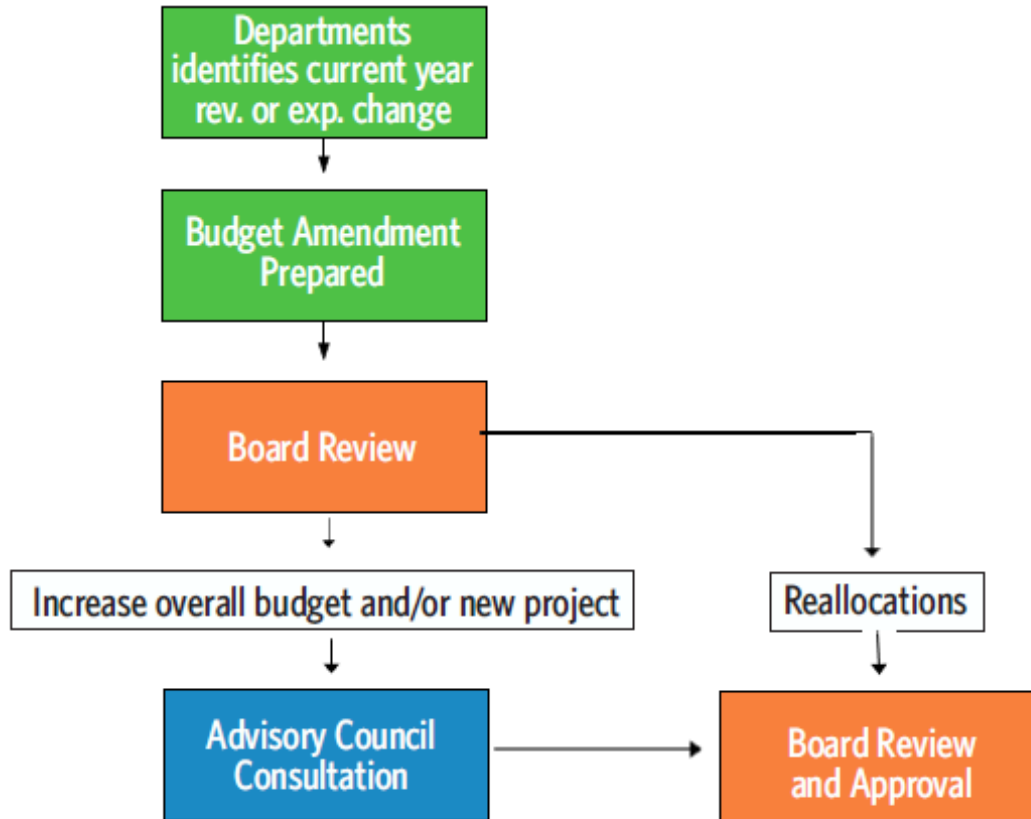 Departments
identifies current year
rev. or exp. change
Budget Amendment
Prepared
Board Review
Increase overall budget and/or new project
Reallocations
Advisory Council
Consultation
Board Review
and Approval